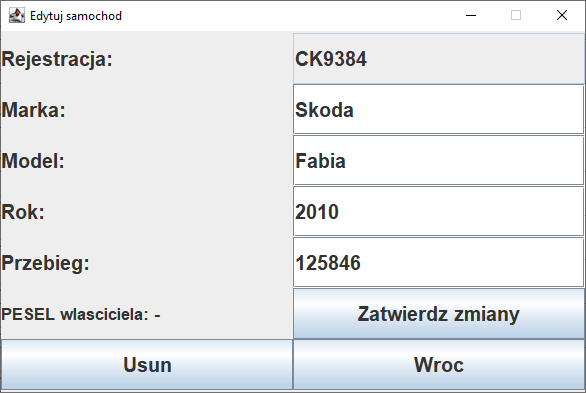 Edytuj samochod
Rejestracja: CK9384
Marka: Skoda
Model: Fabia
Rok: 2010
Przebieg: 125846
PESEL wlasciciela: - Zatwierdz zmiany
Usun Wroc